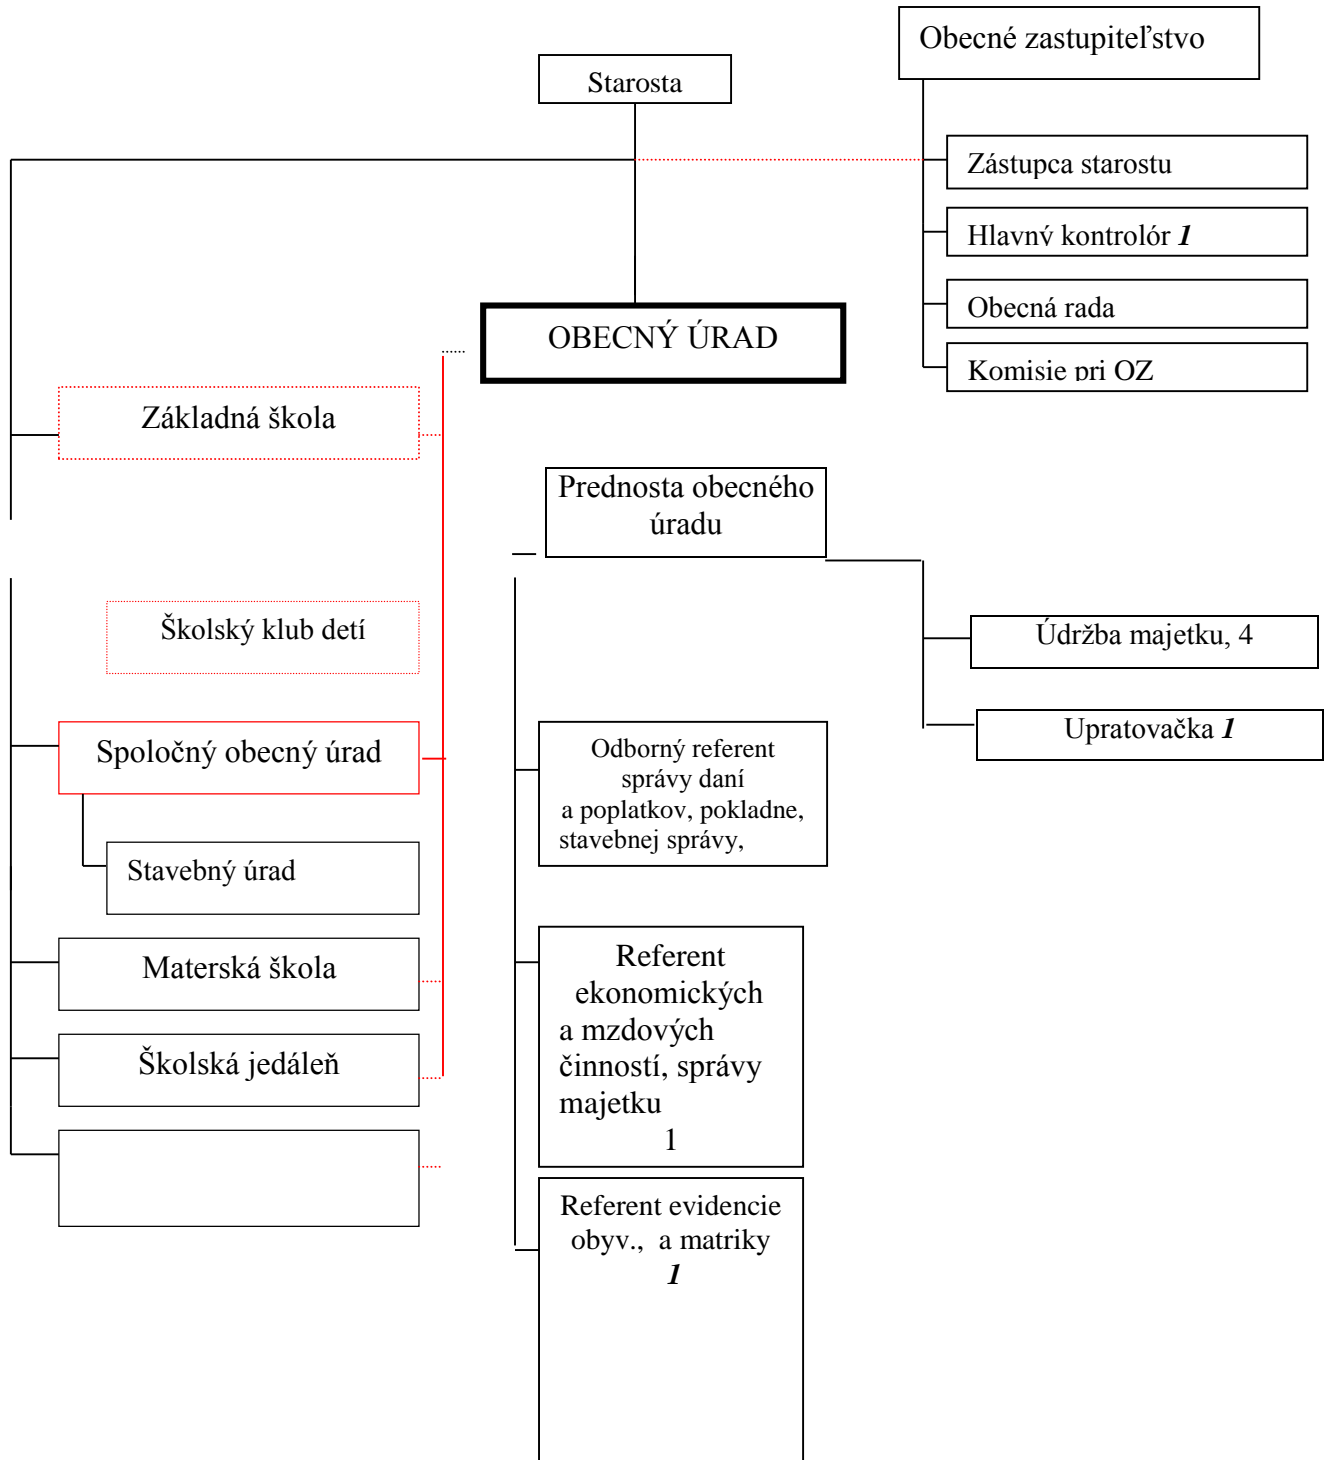 Obecné zastupiteľstvo
Starosta
Zástupca starostu
Hlavný kontrolór 1
Obecná rada
Komisie pri OZ
OBECNÝ ÚRAD
Základná škola
Prednosta obecného
úradu
Školský klub detí
Údržba majetku, 4
Upratovačka 1
Spoločný obecný úrad
Stavebný úrad
Materská škola
Školská jedáleň
Odborný referent
správy daní
a poplatkov, pokladne,
stavebnej správy,
Referent
ekonomických
a mzdových
činností, správy
majetku
1
Referent evidencie
obyv., a matriky
1